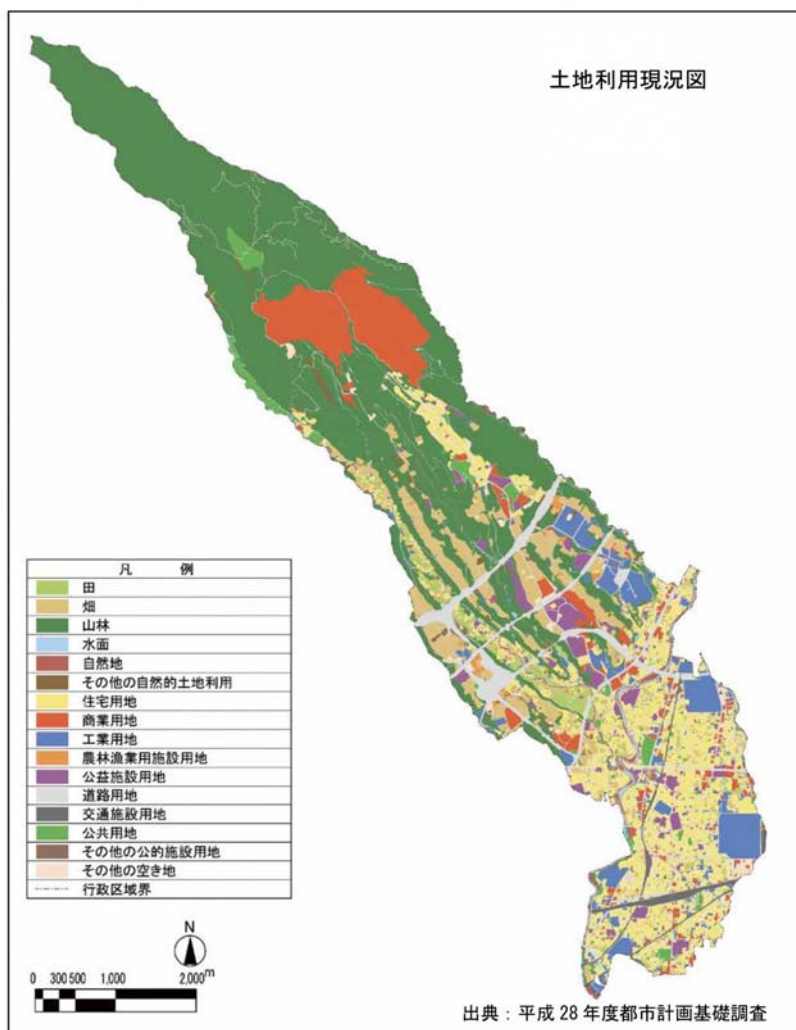 土地利用現況図
凡 例
田
畑
山林
水面
自然地
その他の自然的土地利用
住宅用地
商業用地
工業用地
農林漁業用施設用地
公益施設用地
道路用地
交通施設用地
公共用地
その他の公的施設用地
その他の空き地
行政区域界
N
0 300 500 1,000 2,000m
出典：平成 28 年度都市計画基礎調査